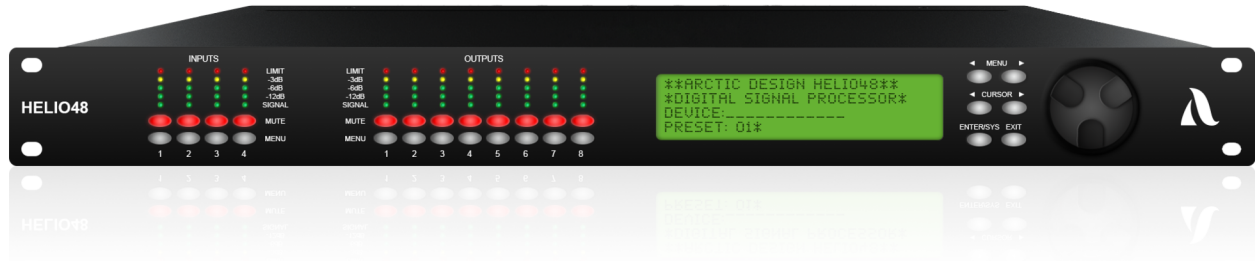 HELIO48
INPUTS
LIMIT
-3dB
-6dB
-12dB
SIGNAL
MUTE
MENU
1 2 3 4
OUTPUTS
LIMIT
-3dB
-6dB
-12dB
SIGNAL
MUTE
MENU
1 2 3 4 5 6 7 8
**ARCTIC DESIGN HELIO48**
*DIGITAL SIGNAL PROCESSOR*
DEVICE:____________
PRESET: 01*
◄ MENU ►
◄ CURSOR ►
ENTER/SYS EXIT